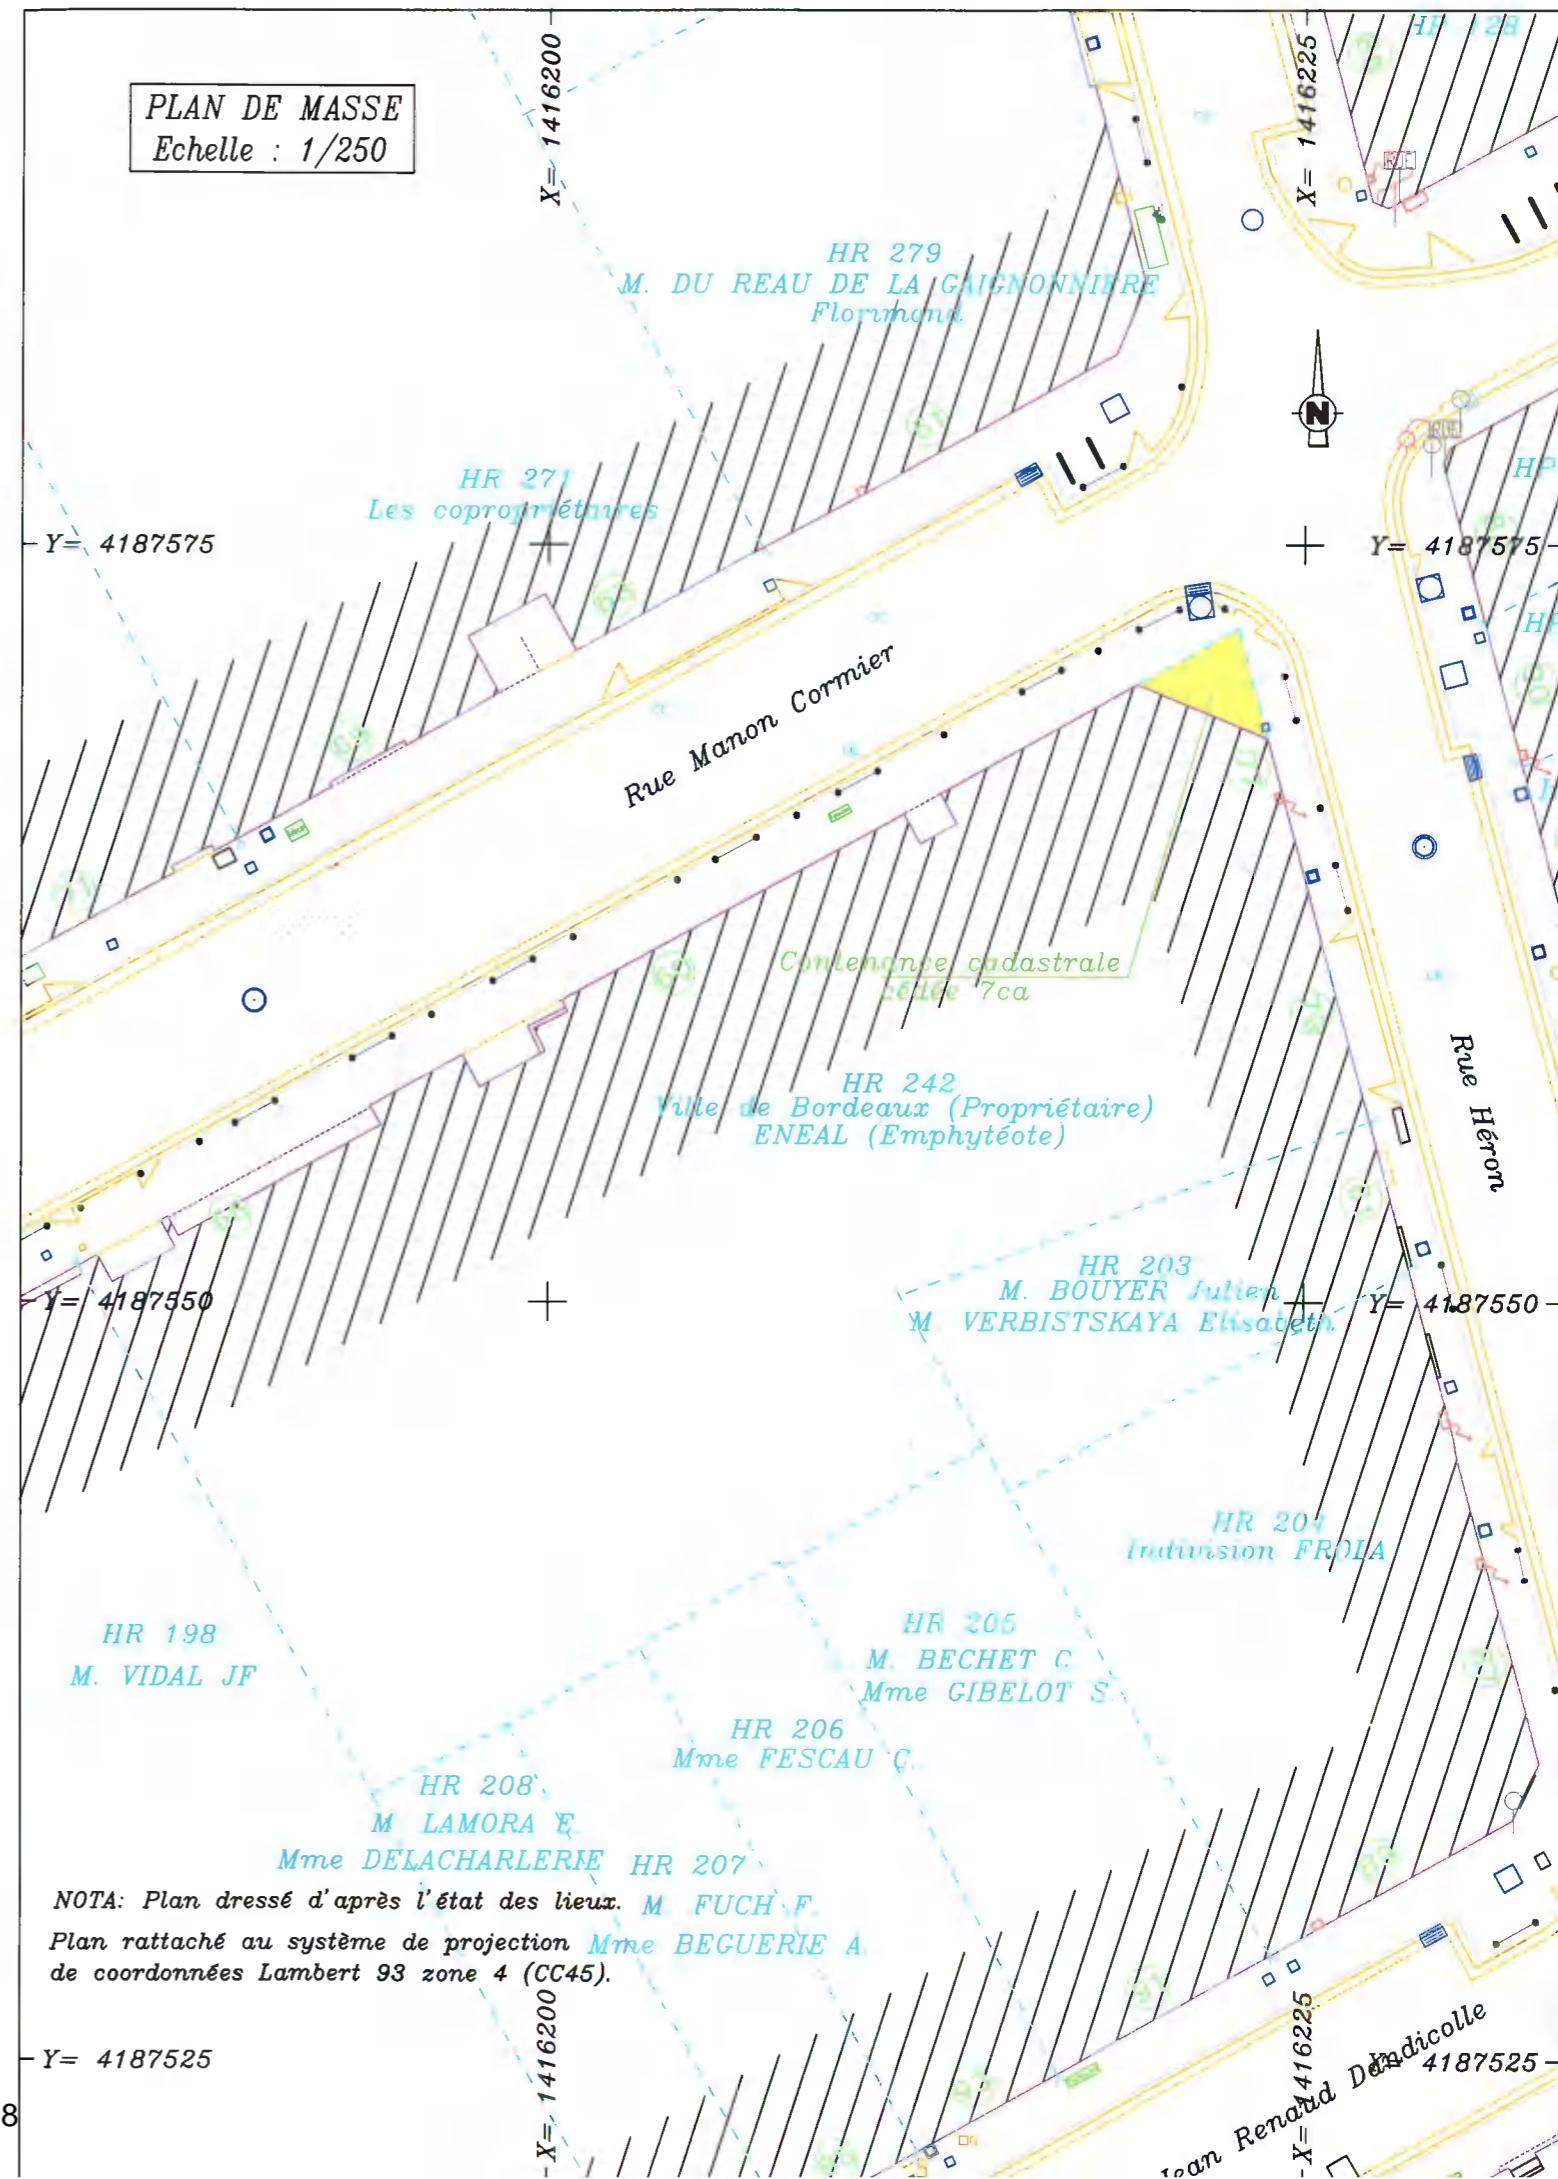 PLAN DE MASSE
Echelle : 1/250
X= 1416200
X= 1416225
HP 128
HR 279
M. DU REAU DE LA GAIGNONNIERE
Florimond
N
HR 271
Les copropriétaires
HP
Y= 4187575
Y= 4187575
Rue Manon Cormier
Contenance cadastrale
cédée 7ca
HR 242
Ville de Bordeaux (Propriétaire)
ENEAL (Emphytéote)
Rue Héron
HR 203
M. BOUYER Julien
M VERBISTSKAYA Elisabeth
Y= 4187550
Y= 4187550
HR 204
Indivision FROLA
HR 198
M. VIDAL JF
HR 205
M. BECHET C
Mme GIBELOT S
HR 206
Mme FESCAU C.
HR 208
M LAMORA E
Mme DELACHARLERIE
HR 207
M FUCH F.
Mme BEGUERIE A
NOTA: Plan dressé d'après l'état des lieux.
Plan rattaché au système de projection
de coordonnées Lambert 93 zone 4 (CC45).
X= 1416200
X= 1416225
Y= 4187525
4187525
Jean Renaud Dandicolle
8